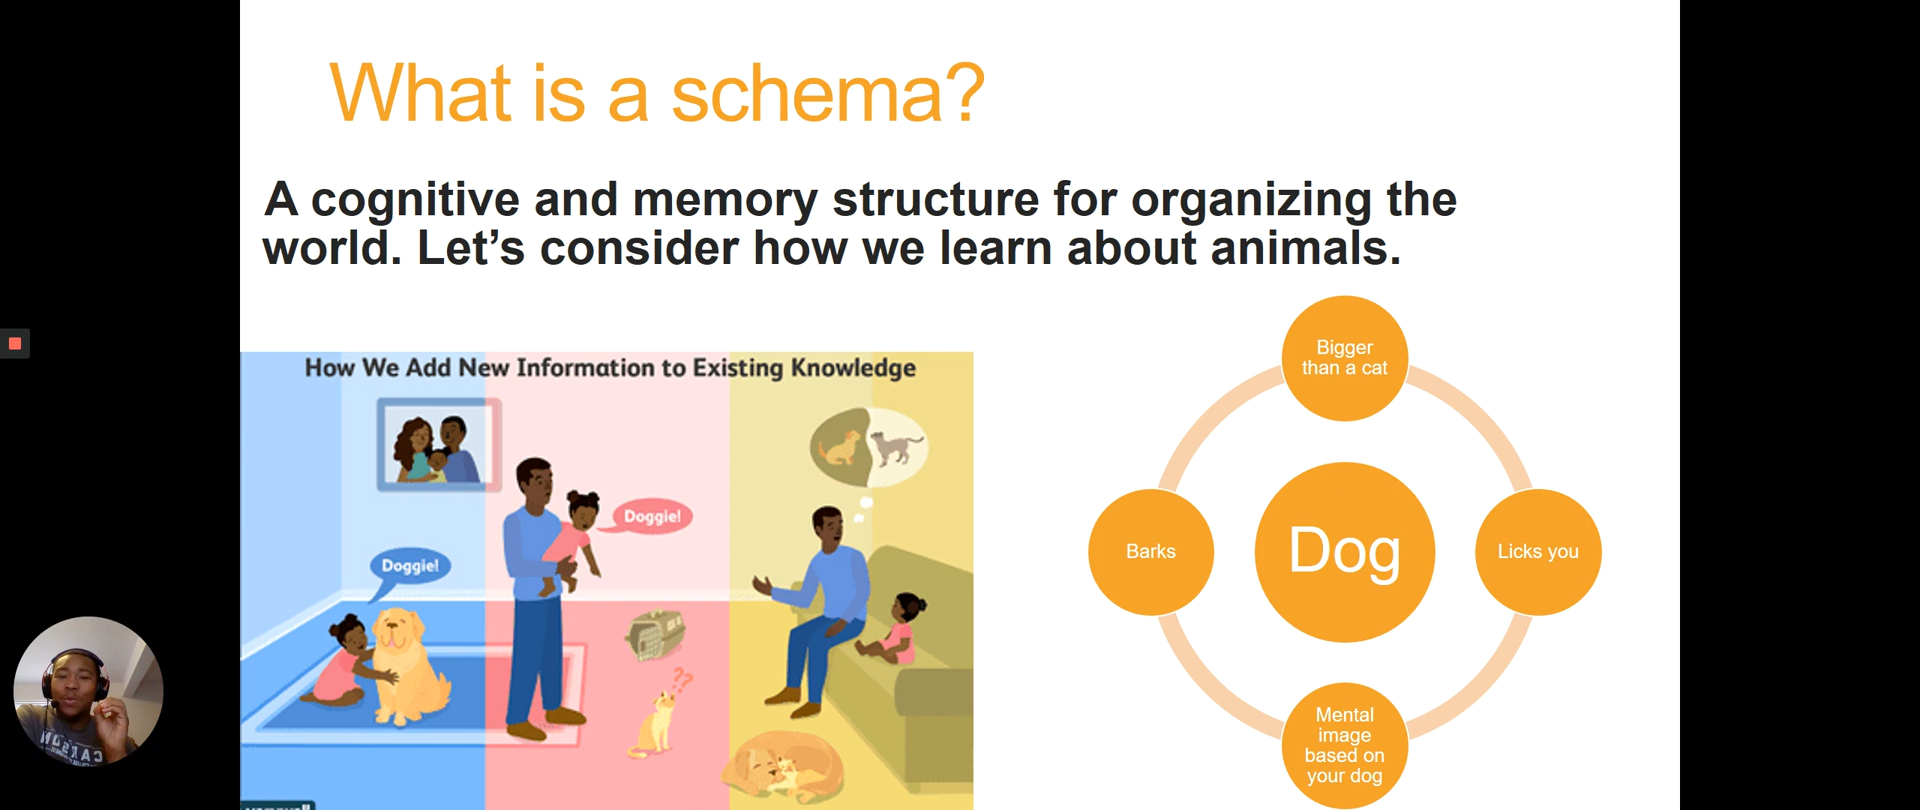 What is a schema?
A cognitive and memory structure for organizing the
world. Let’s consider how we learn about animals.
How We Add New Information to Existing Knowledge
Doggie!
Doggie!
??
Bigger
than a cat
Barks
Dog
Licks you
Mental
image
based on
your dog